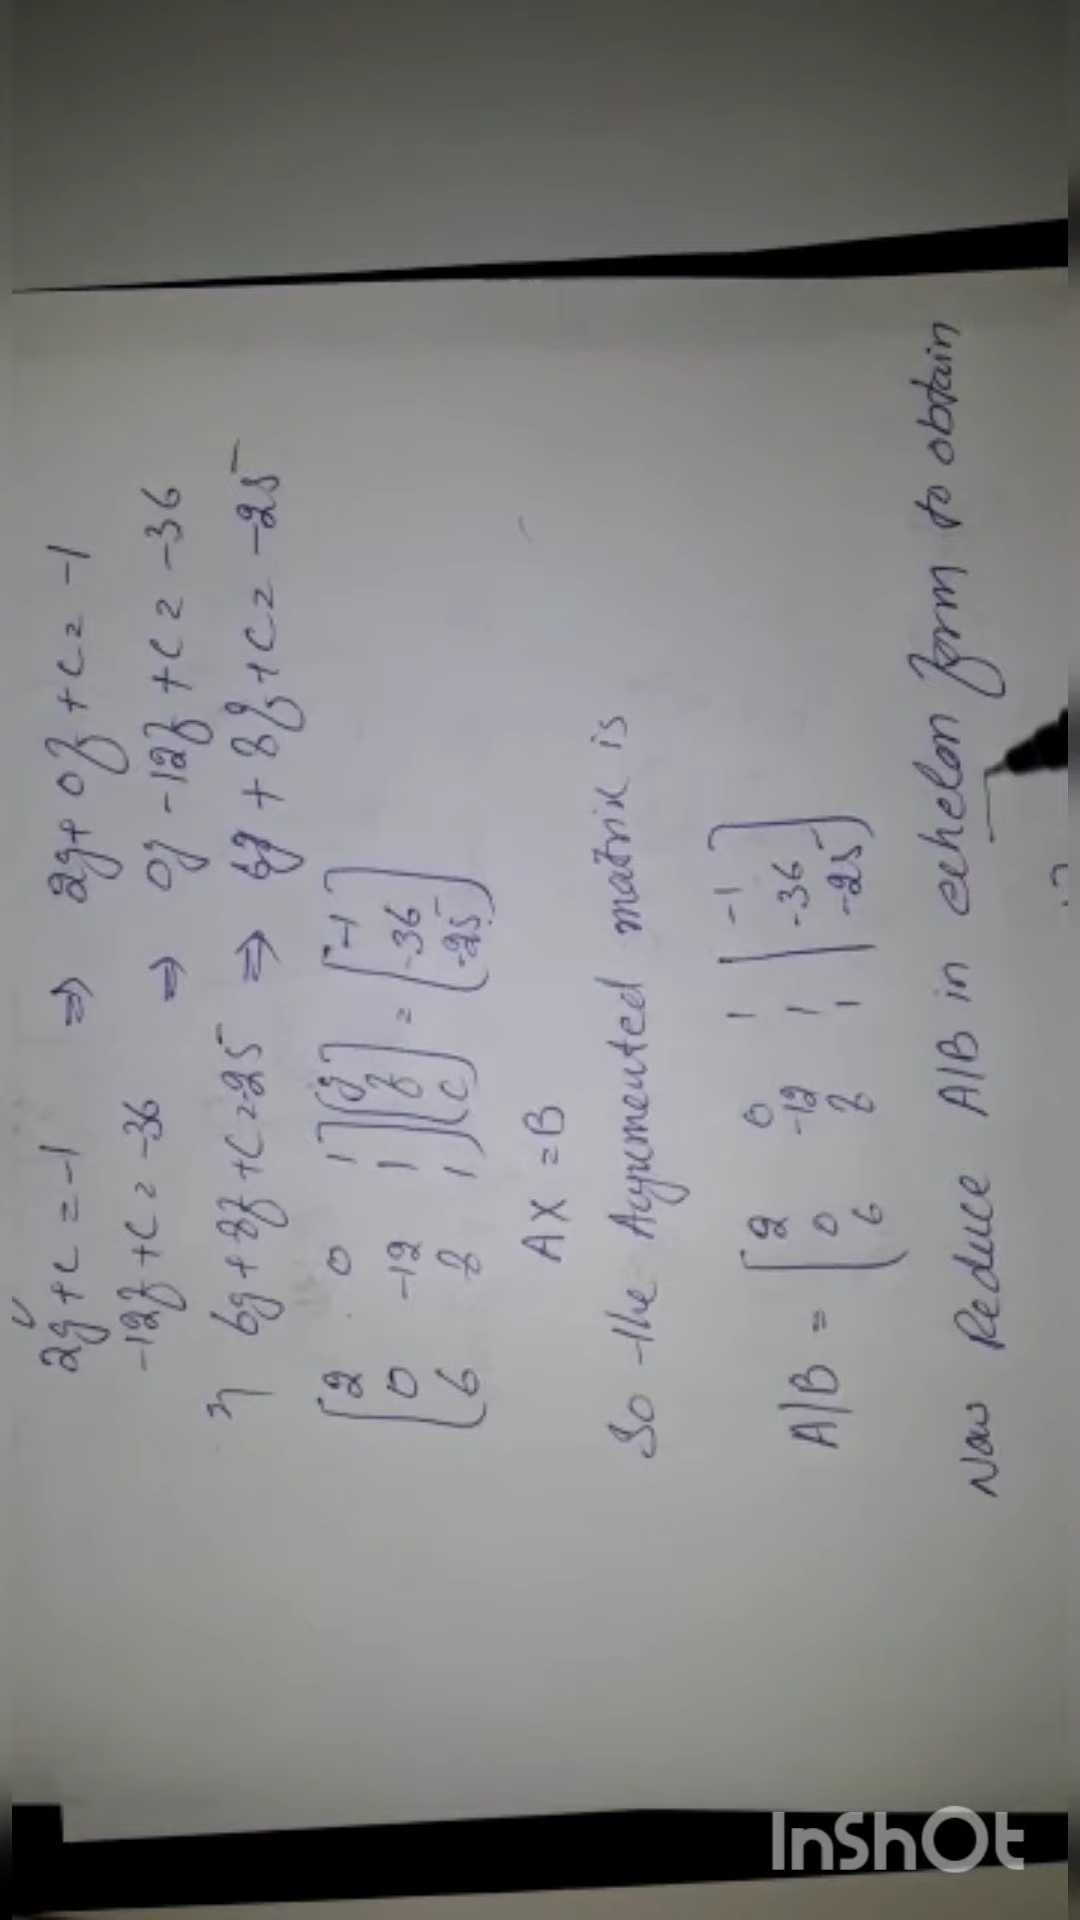 2g+c = -1 ⇒ 2g+0f+c = -1
-12f+c = -36 ⇒ 0g-12f+c = -36
6g+8f+c = -25 ⇒ 6g+8f+c = -25
[2 0 1] [g] = [-1]
[0 -12 1] [f] [-36]
[6 8 1] [c] [-25]
AX = B
So the Agumented matrix is
A|B = [2 0 1 | -1]
[0 -12 1 | -36]
[6 8 1 | -25]
Now Reduce A|B in echelon form to obtain
InShOt